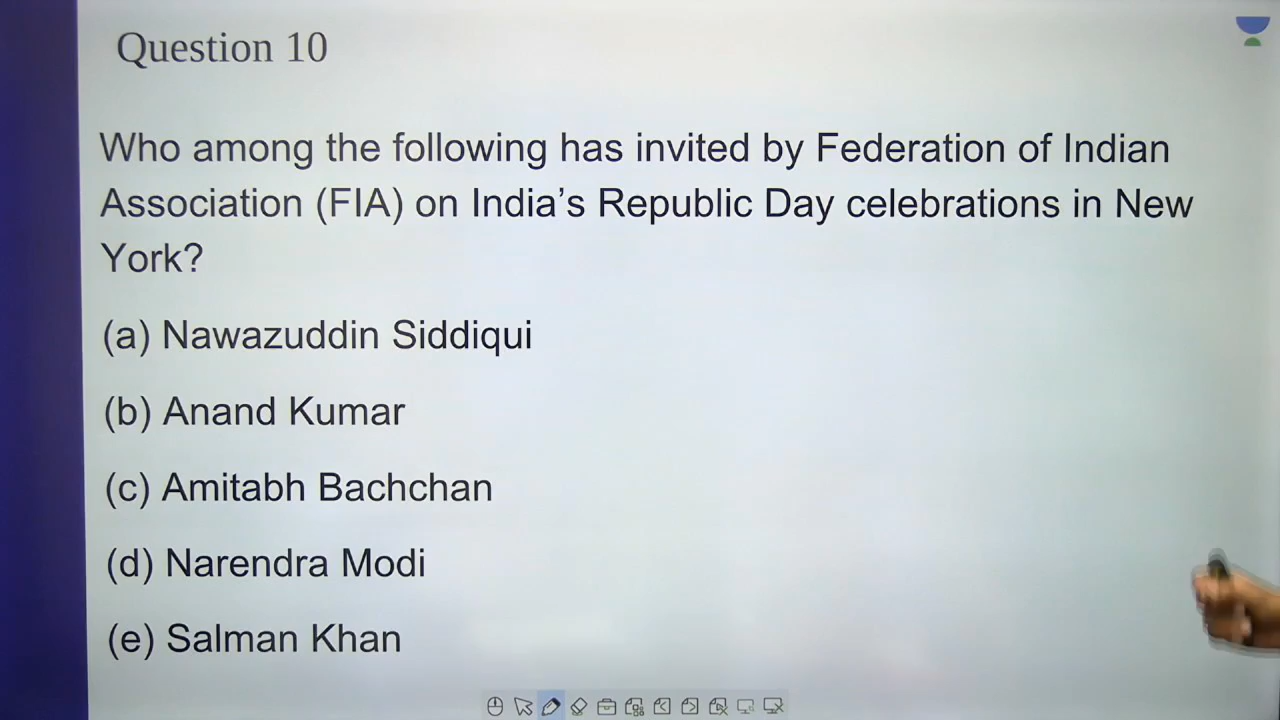 Question 10
Who among the following has invited by Federation of Indian
Association (FIA) on India’s Republic Day celebrations in New
York?
(a) Nawazuddin Siddiqui
(b) Anand Kumar
(c) Amitabh Bachchan
(d) Narendra Modi
(e) Salman Khan